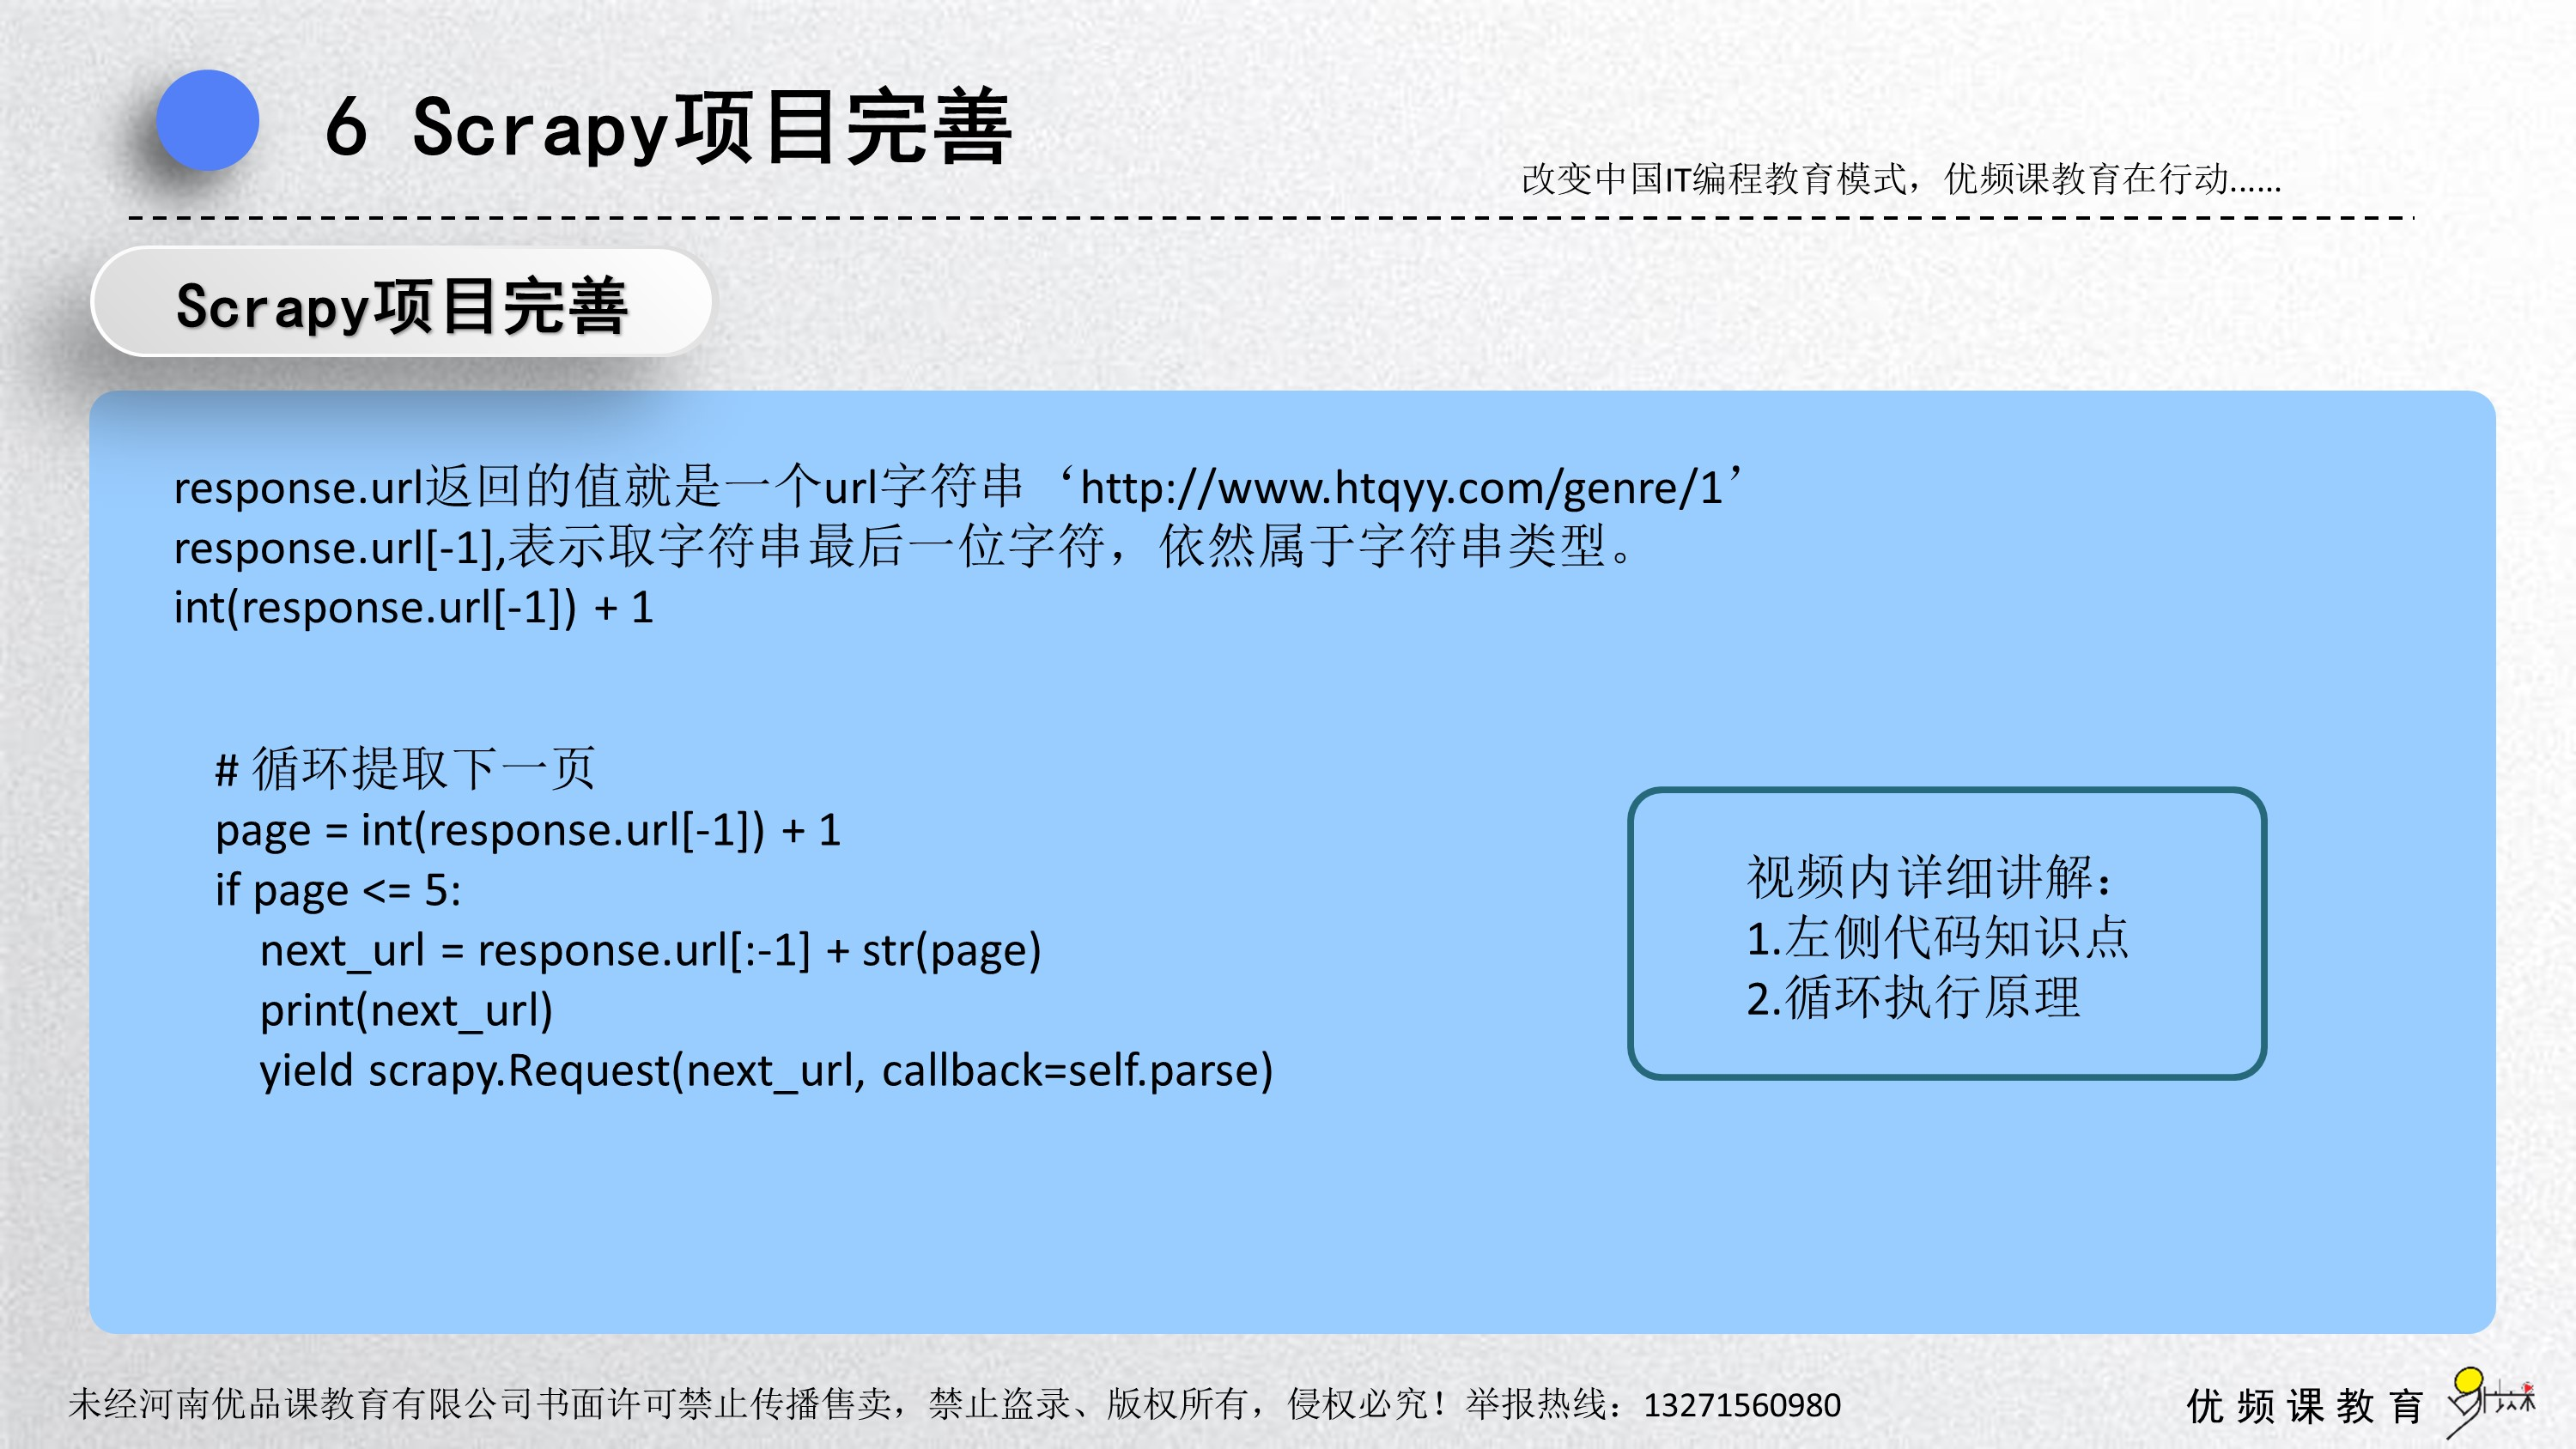 6 Scrapy项目完善
改变中国IT编程教育模式，优频课教育在行动......
Scrapy项目完善
response.url返回的值就是一个url字符串‘http://www.htqyy.com/genre/1’
response.url[-1],表示取字符串最后一位字符，依然属于字符串类型。
int(response.url[-1]) + 1
# 循环提取下一页
page = int(response.url[-1]) + 1
if page <= 5:
next_url = response.url[:-1] + str(page)
print(next_url)
yield scrapy.Request(next_url, callback=self.parse)
视频内详细讲解：
1.左侧代码知识点
2.循环执行原理
未经河南优品课教育有限公司书面许可禁止传播售卖，禁止盗录、版权所有，侵权必究！举报热线：13271560980
优频课教育